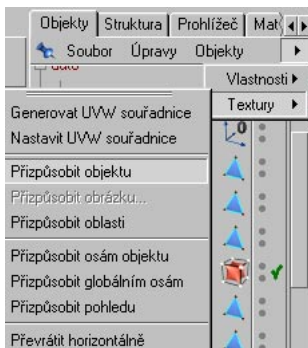 Objekty Struktura Prohlížeč Mat
Soubor Úpravy Objekty
auto
Vlastnosti
Textury
Generovat UVW souřadnice
Nastavit UVW souřadnice
Přizpůsobit objektu
Přizpůsobit obrázku...
Přizpůsobit oblasti
Přizpůsobit osám objektu
Přizpůsobit globálním osám
Přizpůsobit pohledu
Převrátit horizontálně